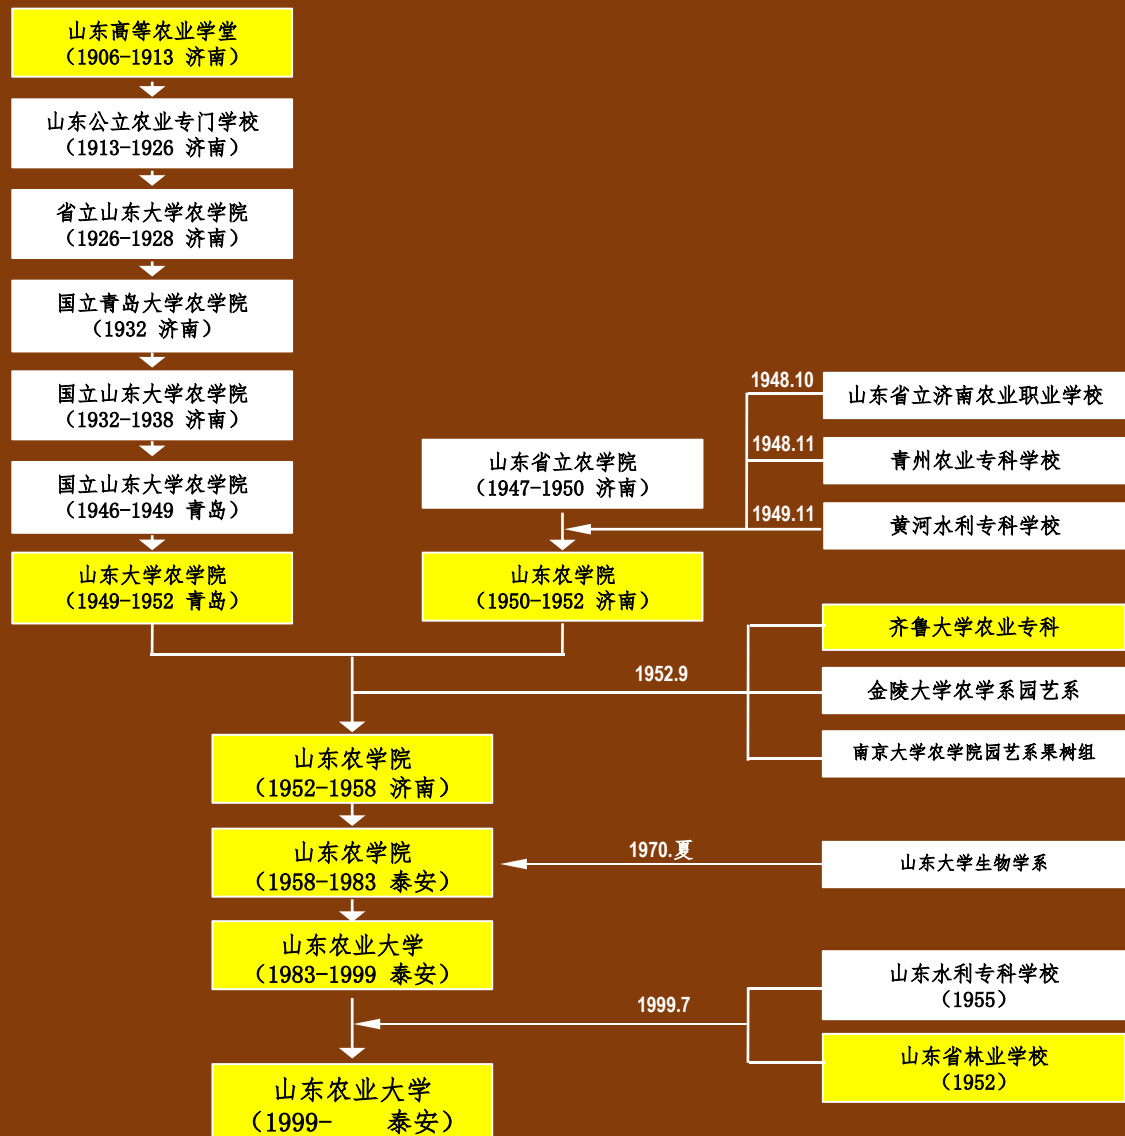 山东高等农业学堂
（1906-1913 济南）
山东公立农业专门学校
（1913-1926 济南）
省立山东大学农学院
（1926-1928 济南）
国立青岛大学农学院
（1932 济南）
国立山东大学农学院
（1932-1938 济南）
国立山东大学农学院
（1946-1949 青岛）
山东大学农学院
（1949-1952 青岛）
山东省立农学院
（1947-1950 济南）
山东农学院
（1950-1952 济南）
1948.10
山东省立济南农业职业学校
1948.11
青州农业专科学校
1949.11
黄河水利专科学校
齐鲁大学农业专科
1952.9
金陵大学农学系园艺系
南京大学农学院园艺系果树组
山东农学院
（1952-1958 济南）
山东农学院
（1958-1983 泰安）
1970.夏
山东大学生物学系
山东农业大学
（1983-1999 泰安）
山东水利专科学校
（1955）
1999.7
山东省林业学校
（1952）
山东农业大学
（1999- 泰安）